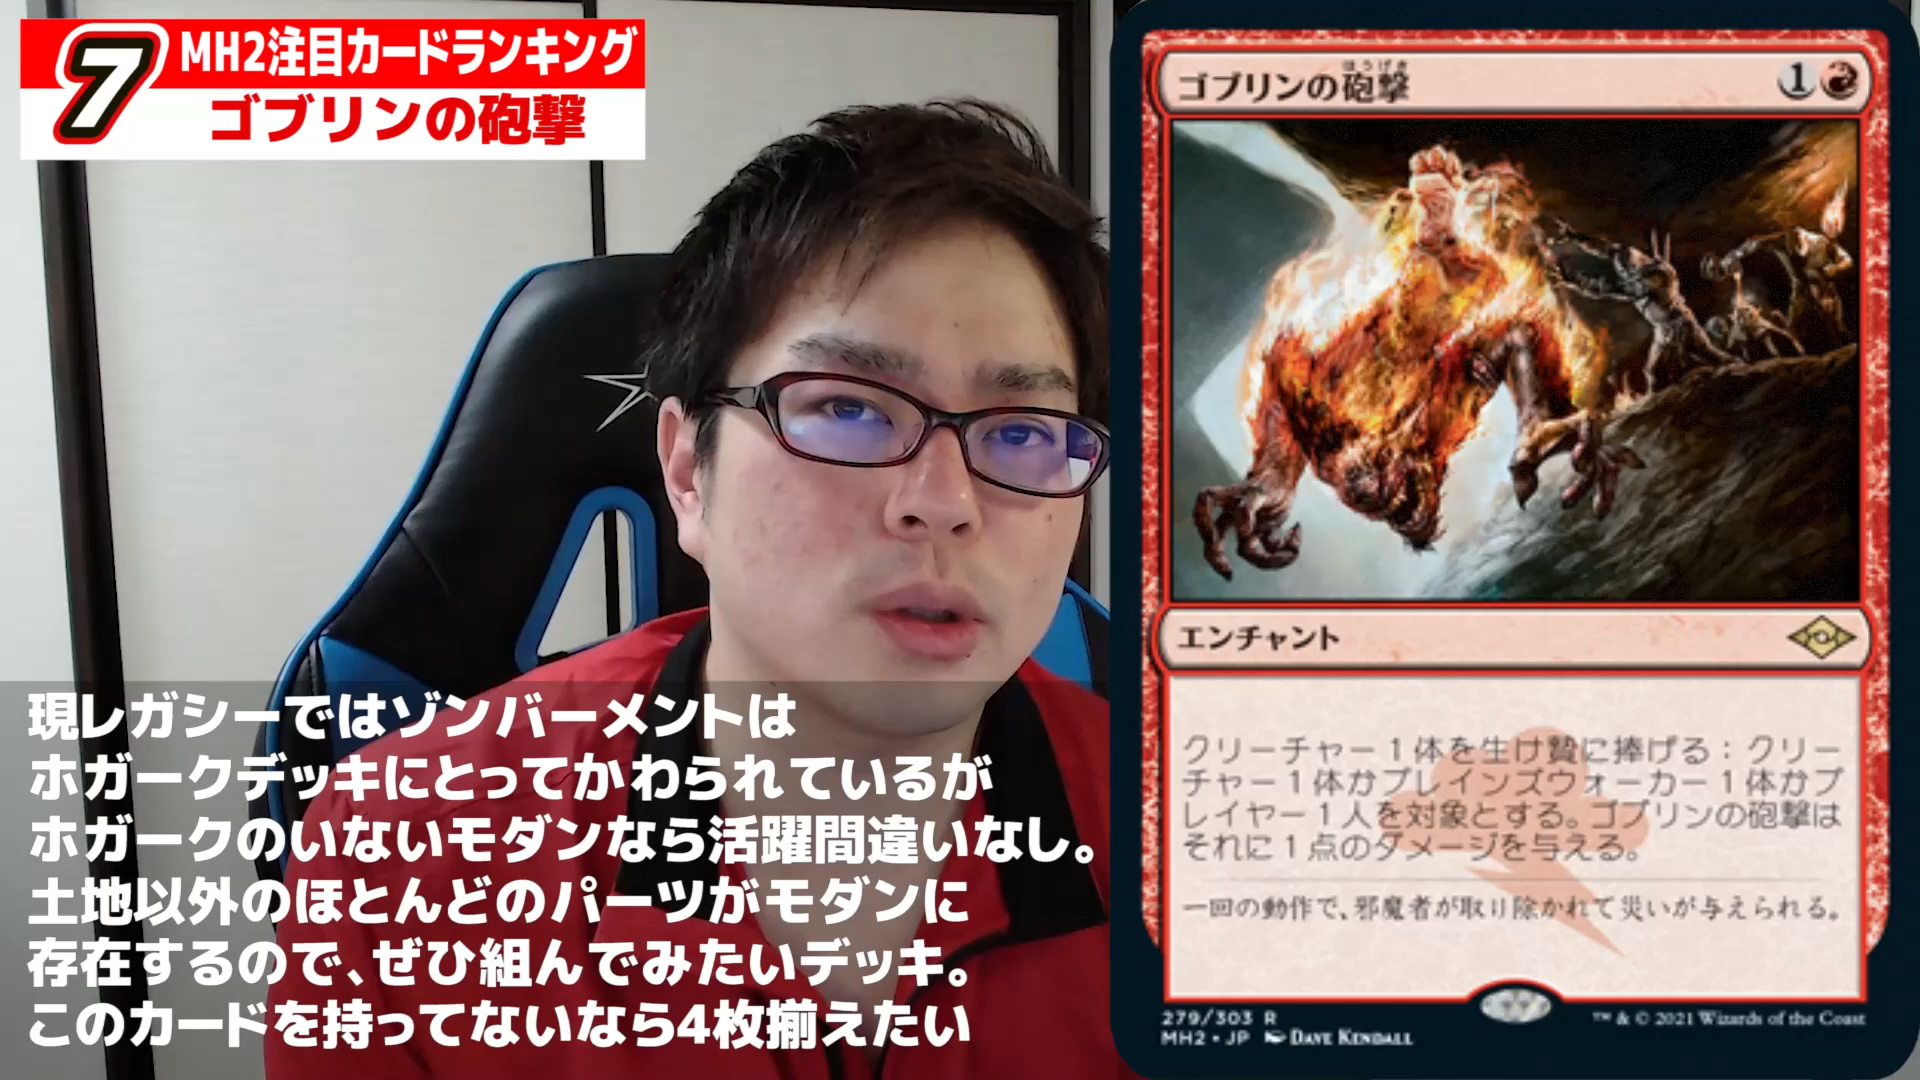 7
MH2注目カードランキング
ゴブリンの砲撃
ほうげき
ゴブリンの砲撃
1
エンチャント
クリーチャー1体を生け贄に捧げる：クリー
チャー1体かプレインズウォーカー1体かプ
レイヤー1人を対象とする。ゴブリンの砲撃は
それに1点のダメージを与える。
一回の動作で、邪魔者が取り除かれて災いが与えられる。
279/303 R
MH2・JP Dave Kendall
™ & © 2021 Wizards of the Coast
現レガシーではゾンバーメントは
ホガークデッキにとってかわられているが
ホガークのいないモダンなら活躍間違いなし。
土地以外のほとんどのパーツがモダンに
存在するので、ぜひ組んでみたいデッキ。
このカードを持ってないなら4枚揃えたい